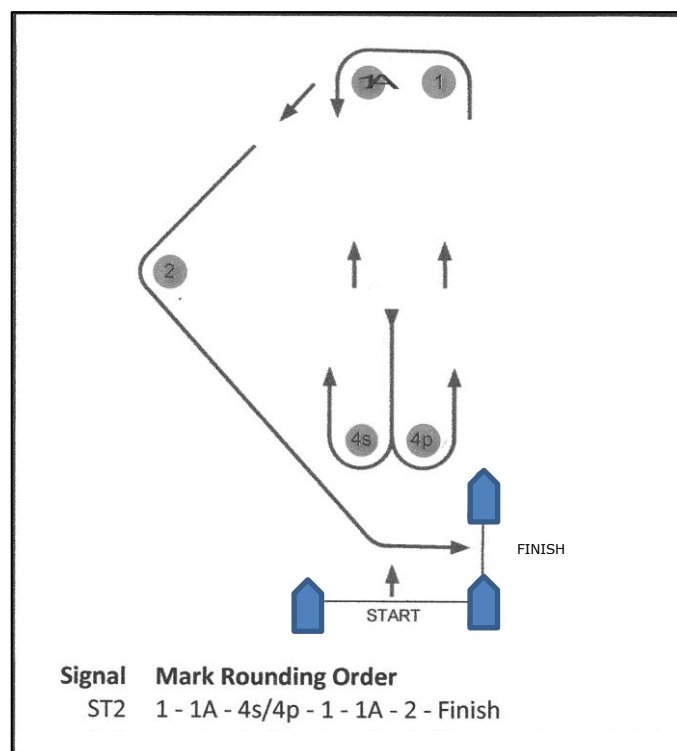 1A 1
2
4s 4p
FINISH
START
Signal Mark Rounding Order
ST2 1 - 1A - 4s/4p - 1 - 1A - 2 - Finish